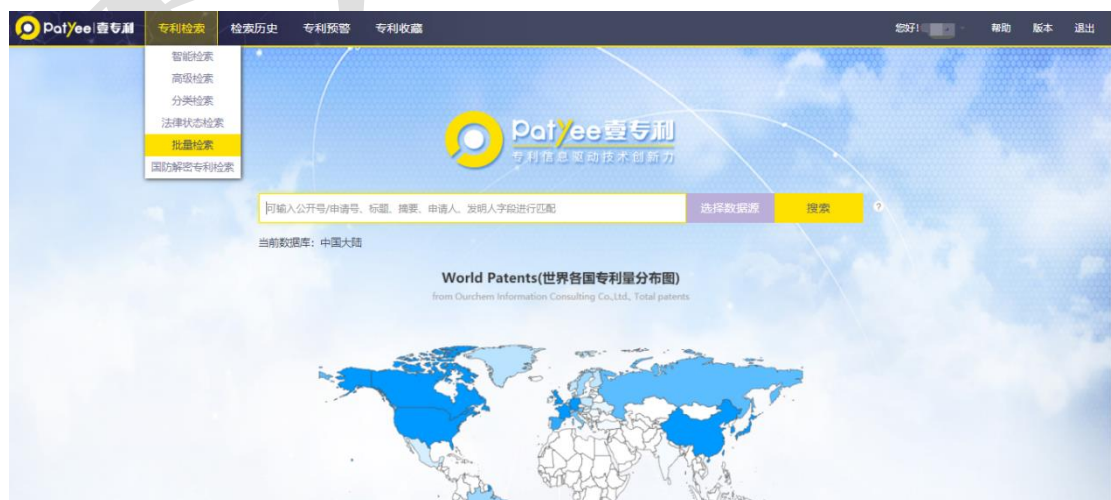 Patyee 壹专利 专利检索 检索历史 专利预警 专利收藏 您好! 帮助 版本 退出
智能检索
高级检索
分类检索
法律状态检索
批量检索
国防解密专利检索
Patyee壹专利
专利信息驱动技术创新力
可输入公开号/申请号、标题、摘要、申请人、发明人字段进行匹配 选择数据源 搜索 ?
当前数据库：中国大陆
World Patents(世界各国专利量分布图)
from Ourchem Information Consulting Co.,Ltd, Total patents